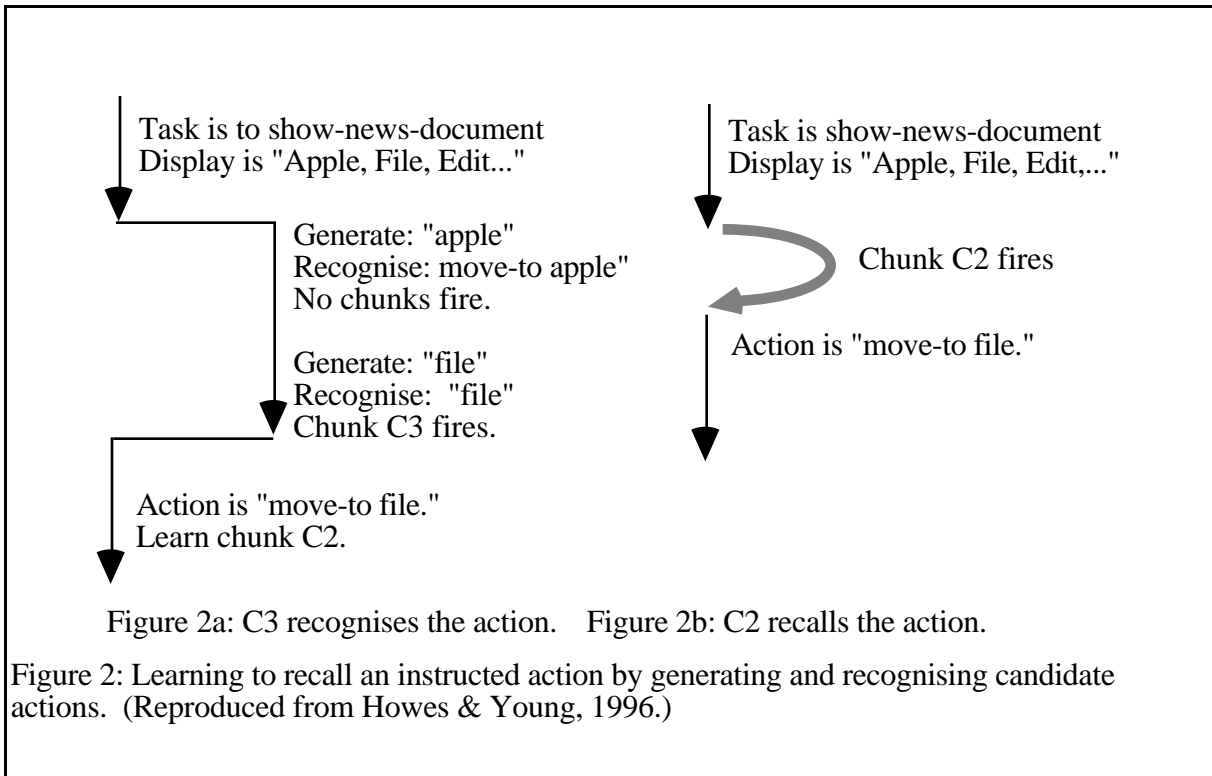 Task is to show-news-document
Display is "Apple, File, Edit..."
Generate: "apple"
Recognise: move-to apple"
No chunks fire.
Generate: "file"
Recognise:  "file"
Chunk C3 fires.
Action is "move-to file."
Learn chunk C2.
Task is show-news-document
Display is "Apple, File, Edit,..."
Chunk C2 fires
Action is "move-to file."
Figure 2a: C3 recognises the action.
Figure 2b: C2 recalls the action.
Figure 2: Learning to recall an instructed action by generating and recognising candidate
actions.  (Reproduced from Howes & Young, 1996.)